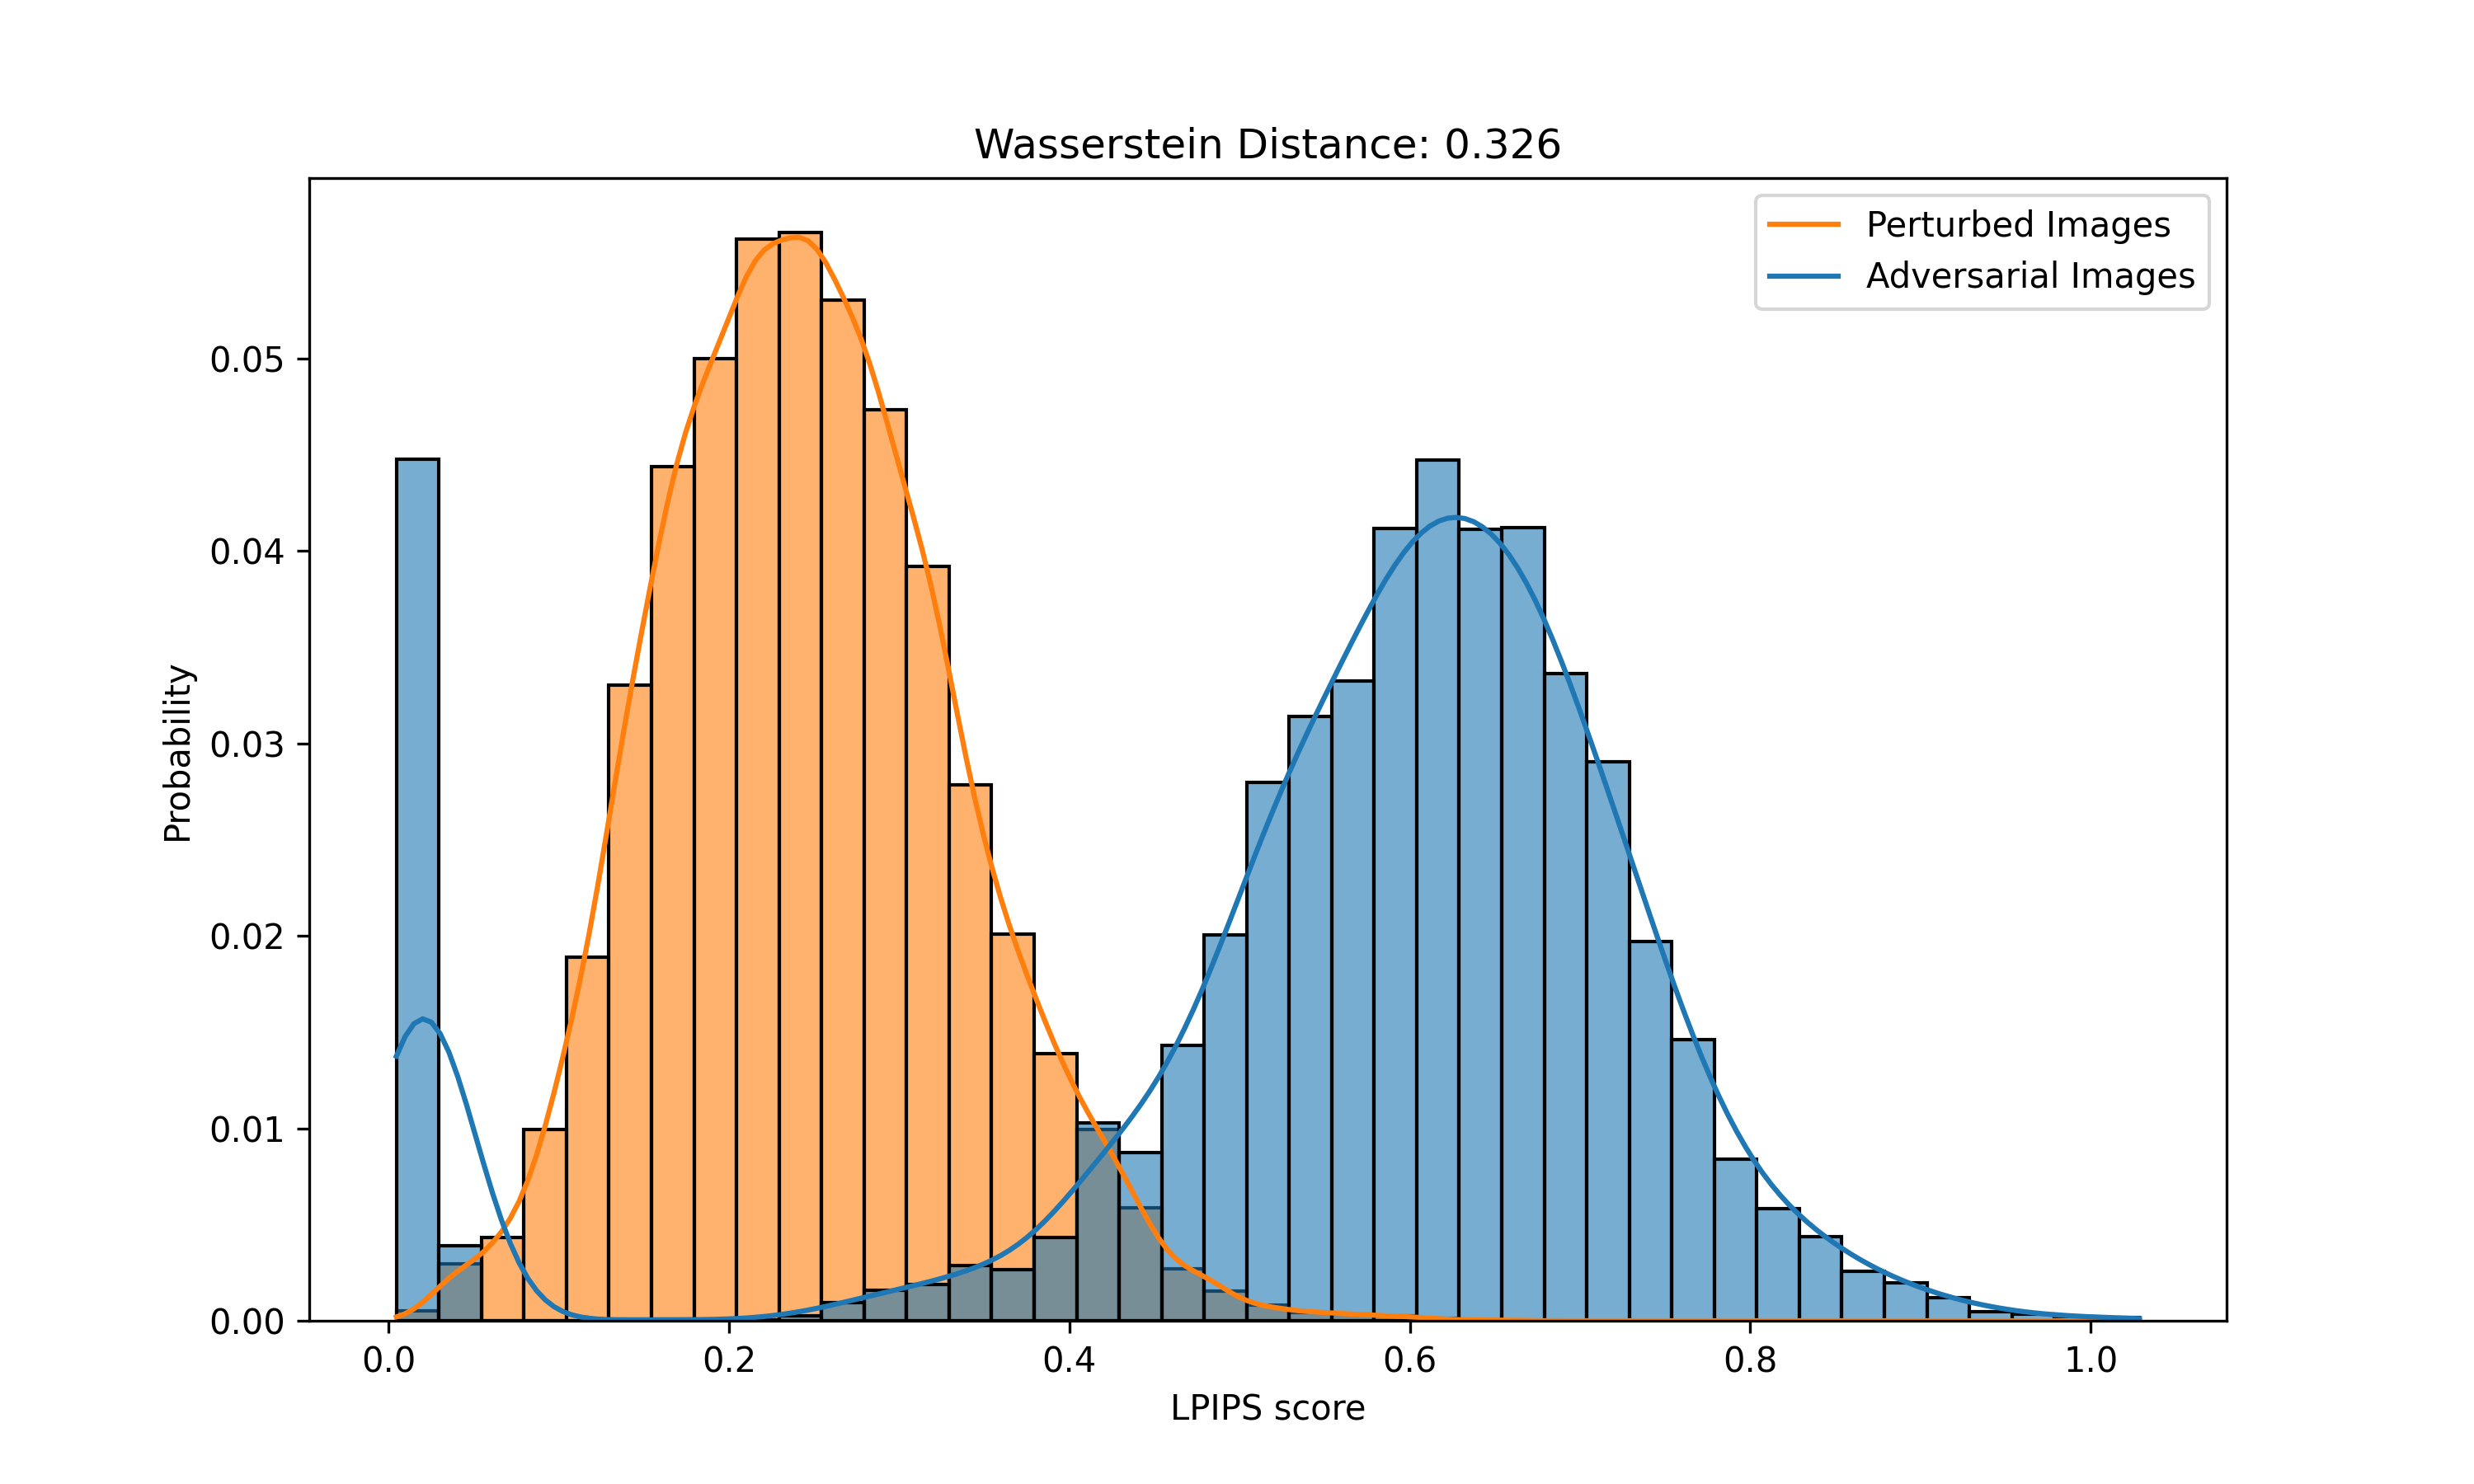 Wasserstein Distance: 0.326
Perturbed Images
Adversarial Images
Probability
0.05
0.04
0.03
0.02
0.01
0.00
0.0 0.2 0.4 0.6 0.8 1.0
LPIPS score